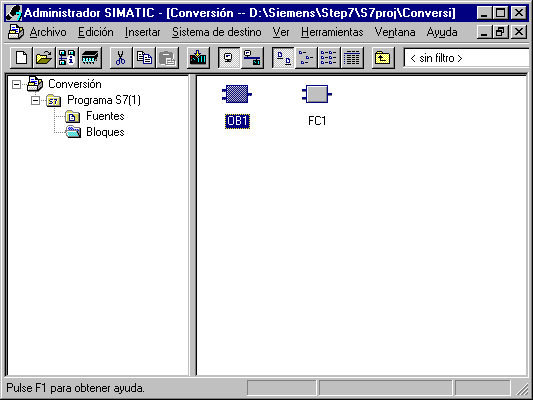 Administrador SIMATIC - [Conversión -- D:\Siemens\Step7\S7proj\Conversi]
Archivo Edición Insertar Sistema de destino Ver Herramientas Ventana Ayuda
< sin filtro >
Conversión
S7 Programa S7(1)
Fuentes
Bloques
OB1 FC1
Pulse F1 para obtener ayuda.